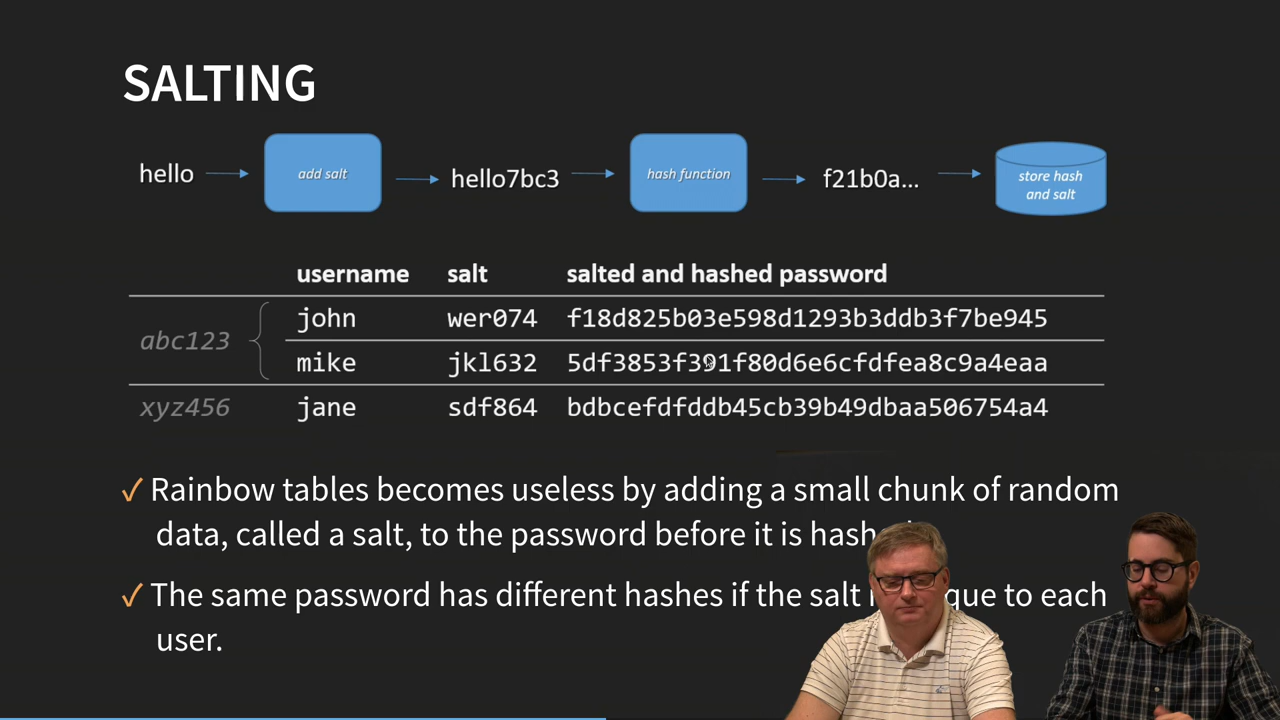 SALTING
hello
add salt
hello7bc3
hash function
f21b0a...
store hash
and salt
username salt salted and hashed password
abc123
john wer074 f18d825b03e598d1293b3ddb3f7be945
mike jkl632 5df3853f391f80d6e6cfdfea8c9a4eaa
xyz456 jane sdf864 bdbcefdfddb45cb39b49dbaa506754a4
✓ Rainbow tables becomes useless by adding a small chunk of random
data, called a salt, to the password before it is
✓ The same password has different hashes if the salt to each
user.